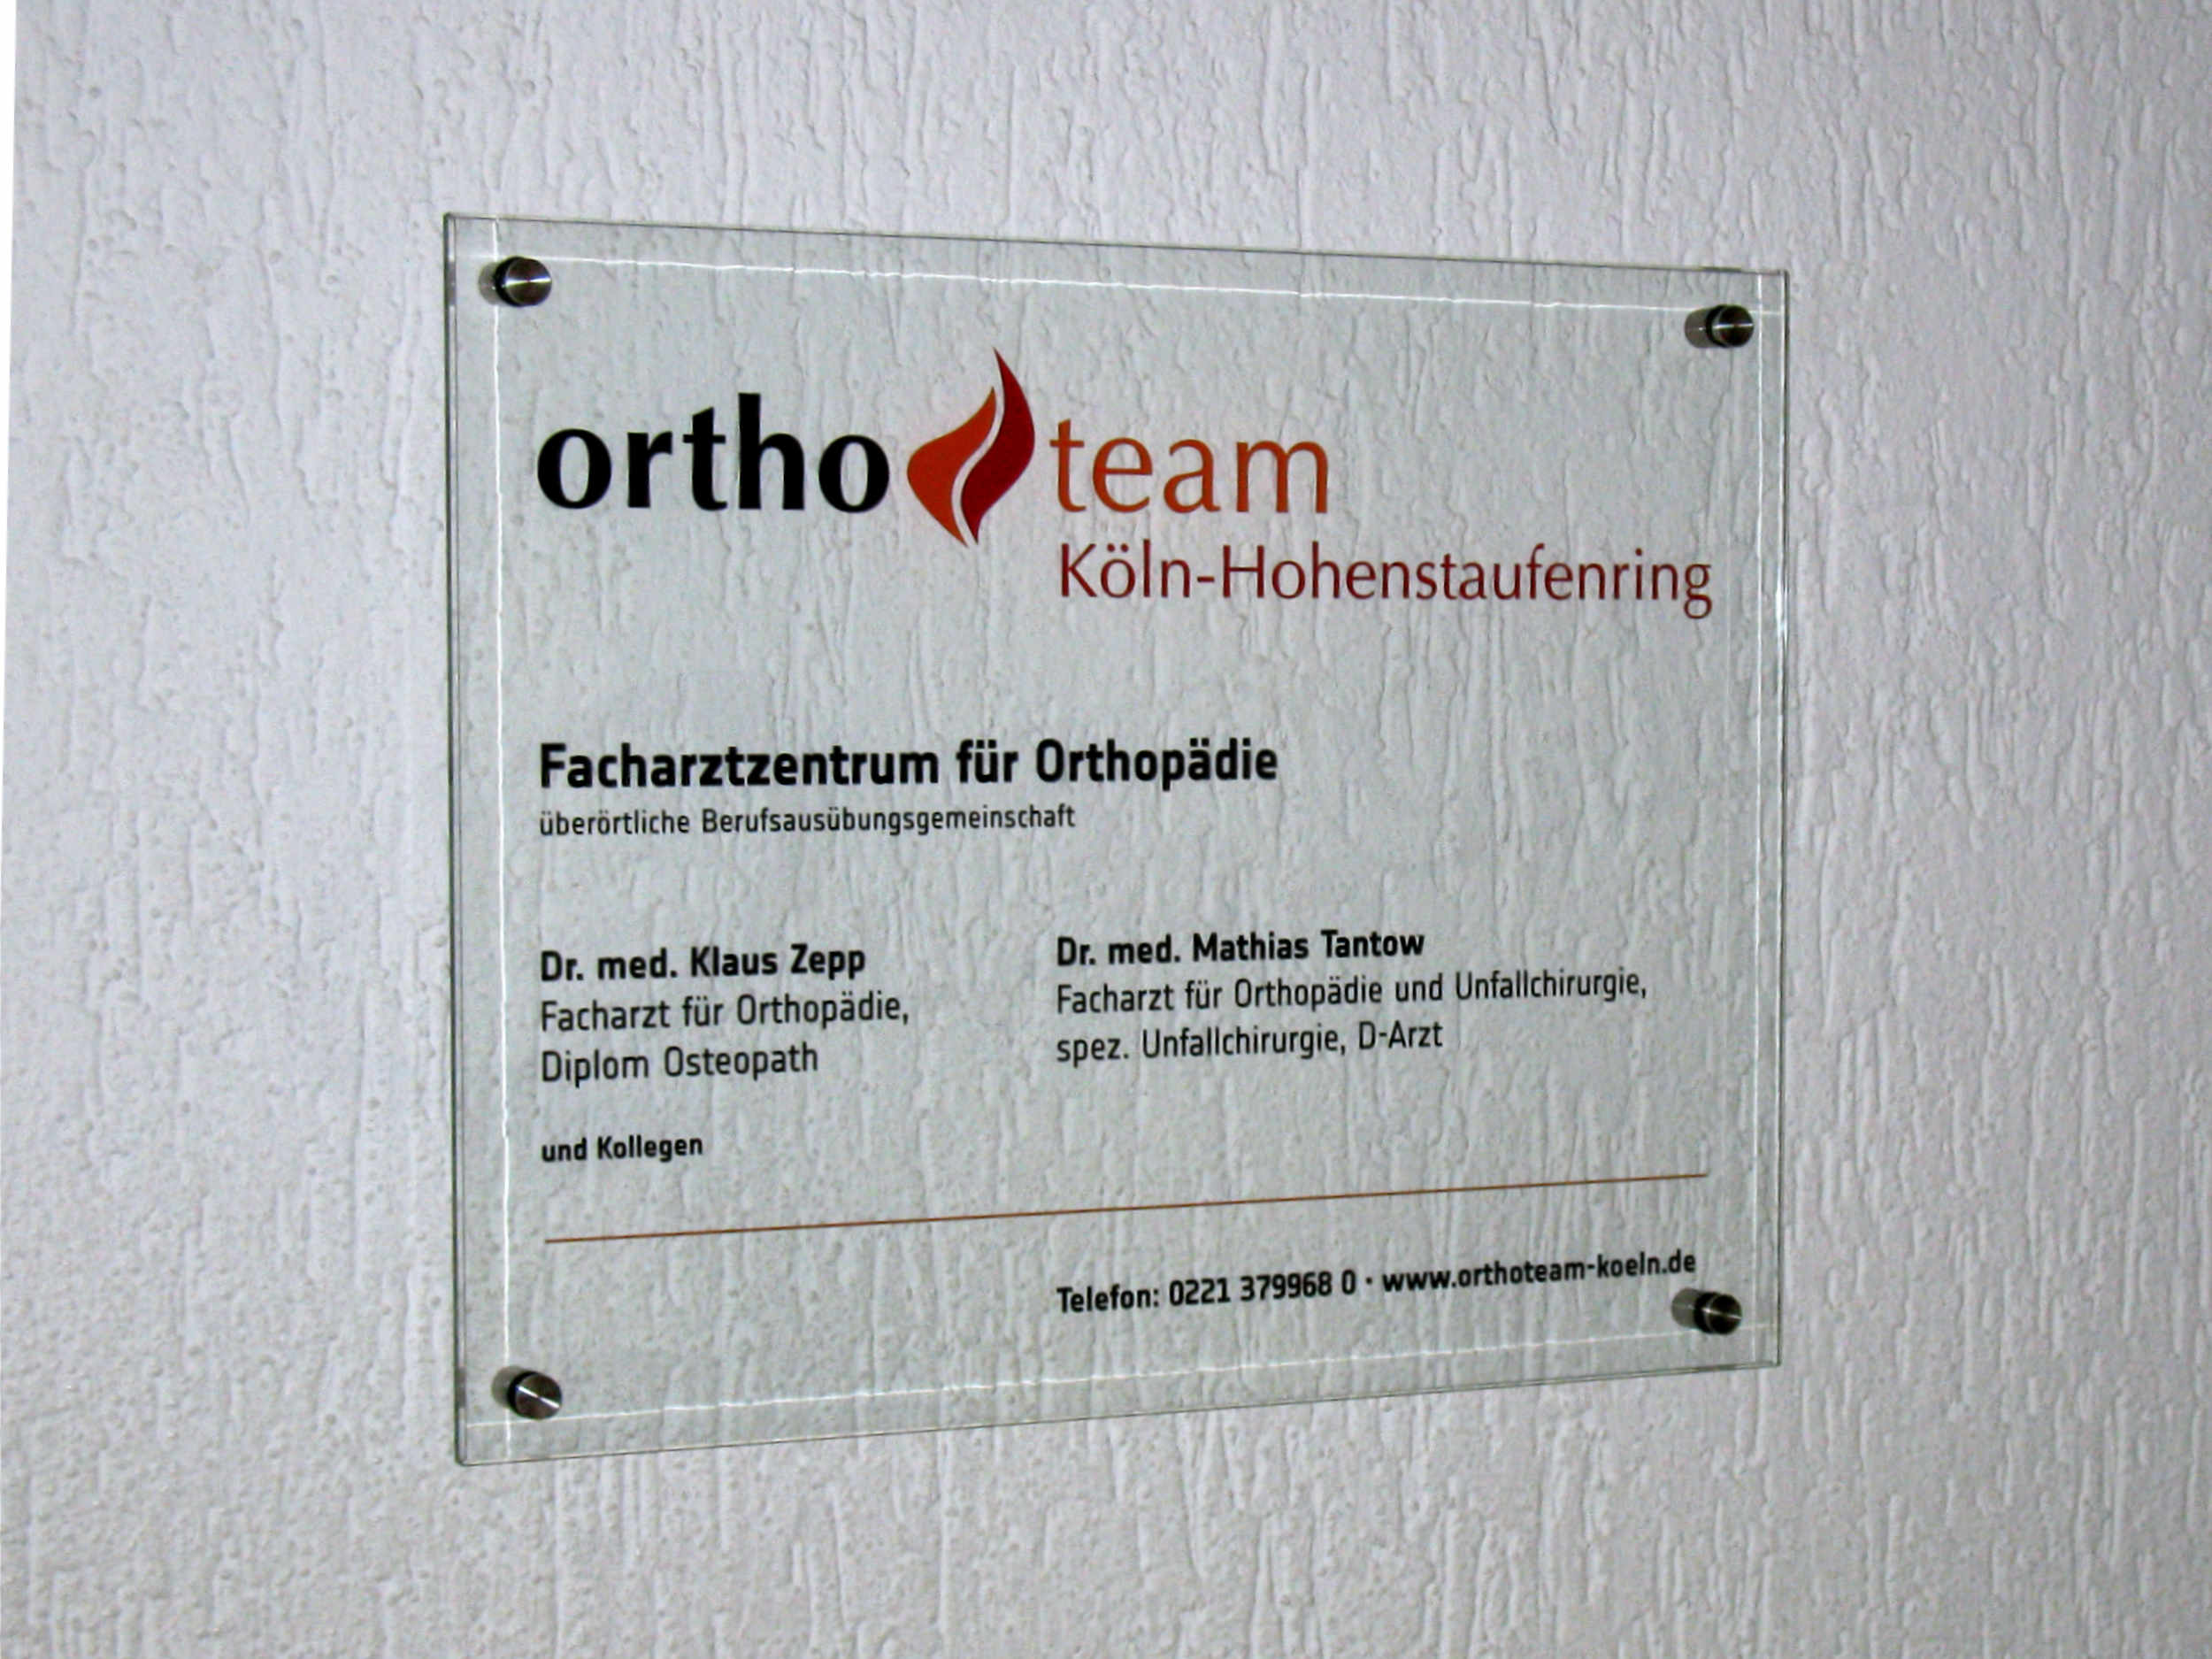 ortho team
Köln-Hohenstaufenring
Facharztzentrum für Orthopädie
überörtliche Berufsausübungsgemeinschaft
Dr. med. Klaus Zepp
Facharzt für Orthopädie,
Diplom Osteopath
Dr. med. Mathias Tantow
Facharzt für Orthopädie und Unfallchirurgie,
spez. Unfallchirurgie, D-Arzt
und Kollegen
Telefon: 0221 379968 0 · www.orthoteam-koeln.de